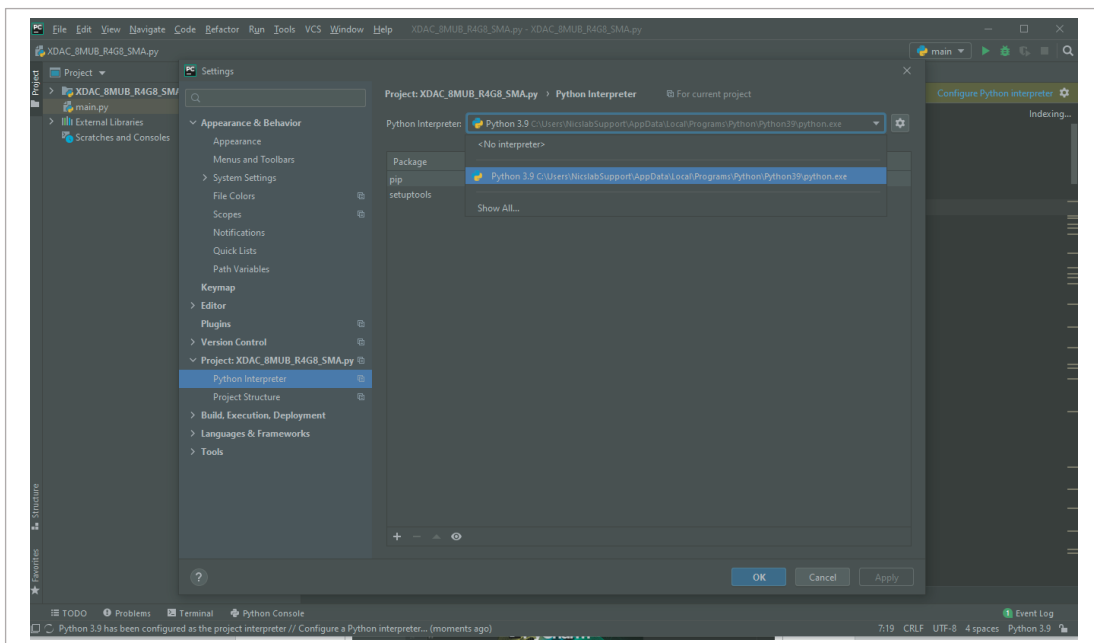 PC File Edit View Navigate Code Refactor Run Tools VCS Window Help XDAC_8MUB_R4G8_SMA.py - XDAC_8MUB_R4G8_SMA.py
XDAC_8MUB_R4G8_SMA.py
main
Project
Project
XDAC_8MUB_R4G8_SMA
main.py
External Libraries
Scratches and Consoles
Configure Python interpreter
Indexing...
PC Settings
Appearance & Behavior
Appearance
Menus and Toolbars
System Settings
File Colors
Scopes
Notifications
Quick Lists
Path Variables
Keymap
Editor
Plugins
Version Control
Project: XDAC_8MUB_R4G8_SMA.py
Python Interpreter
Project Structure
Build, Execution, Deployment
Languages & Frameworks
Tools
Project: XDAC_8MUB_R4G8_SMA.py › Python Interpreter For current project
Python Interpreter: Python 3.9 C:\Users\NicslabSupport\AppData\Local\Programs\Python\Python39\python.exe
<No interpreter>
Python 3.9 C:\Users\NicslabSupport\AppData\Local\Programs\Python\Python39\python.exe
Show All...
Package
pip
setuptools
+ −
?
OK Cancel Apply
Structure
Favorites
TODO Problems Terminal Python Console
1 Event Log
Python 3.9 has been configured as the project interpreter // Configure a Python interpreter... (moments ago)
7:19 CRLF UTF-8 4 spaces Python 3.9